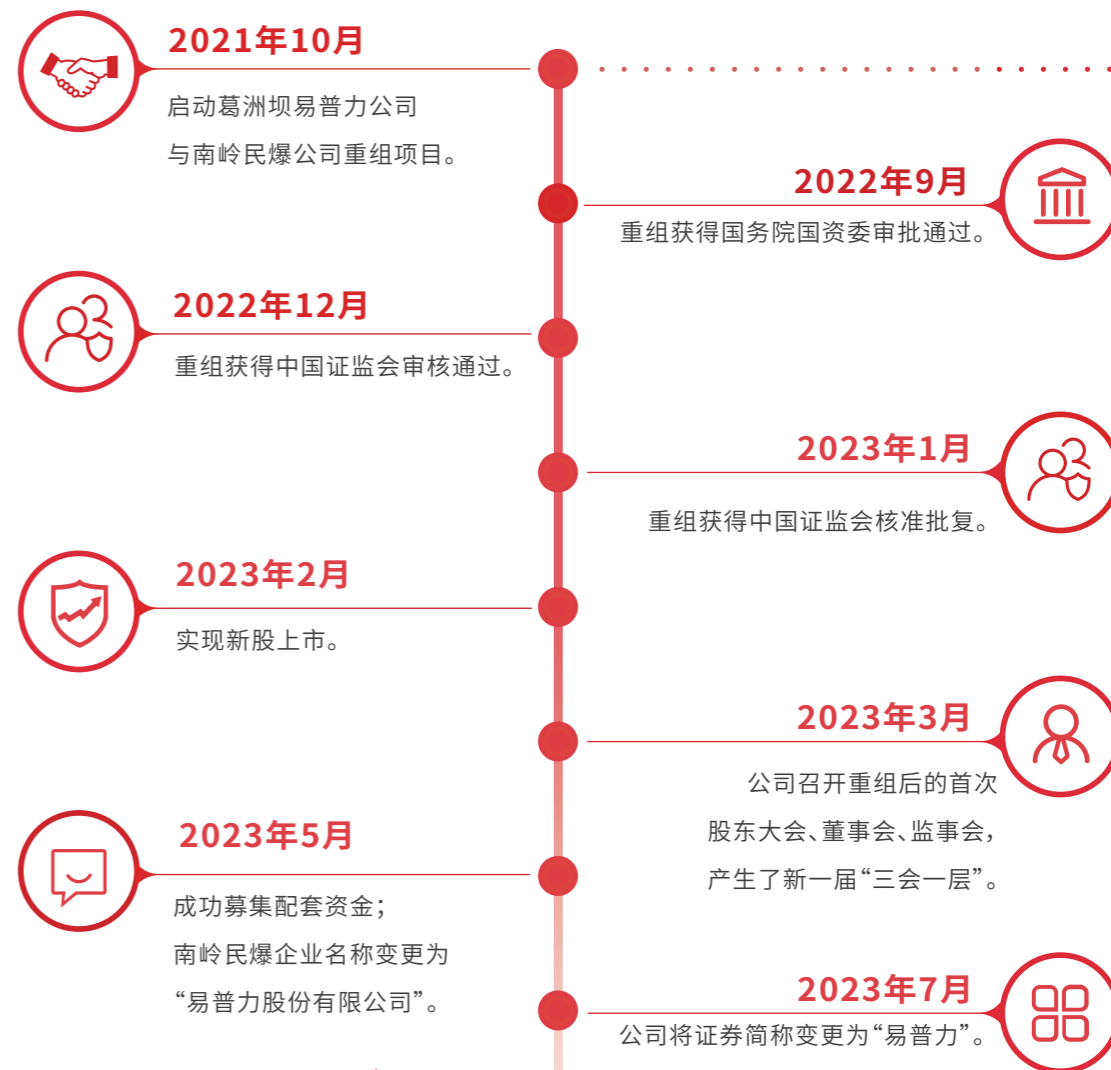 2021年10月
启动葛洲坝易普力公司
与南岭民爆公司重组项目。
2022年9月
重组获得国务院国资委审批通过。
2022年12月
重组获得中国证监会审核通过。
2023年1月
重组获得中国证监会核准批复。
2023年2月
实现新股上市。
2023年3月
公司召开重组后的首次
股东大会、董事会、监事会，
产生了新一届“三会一层”。
2023年5月
成功募集配套资金；
南岭民爆企业名称变更为
“易普力股份有限公司”。
2023年7月
公司将证券简称变更为“易普力”。